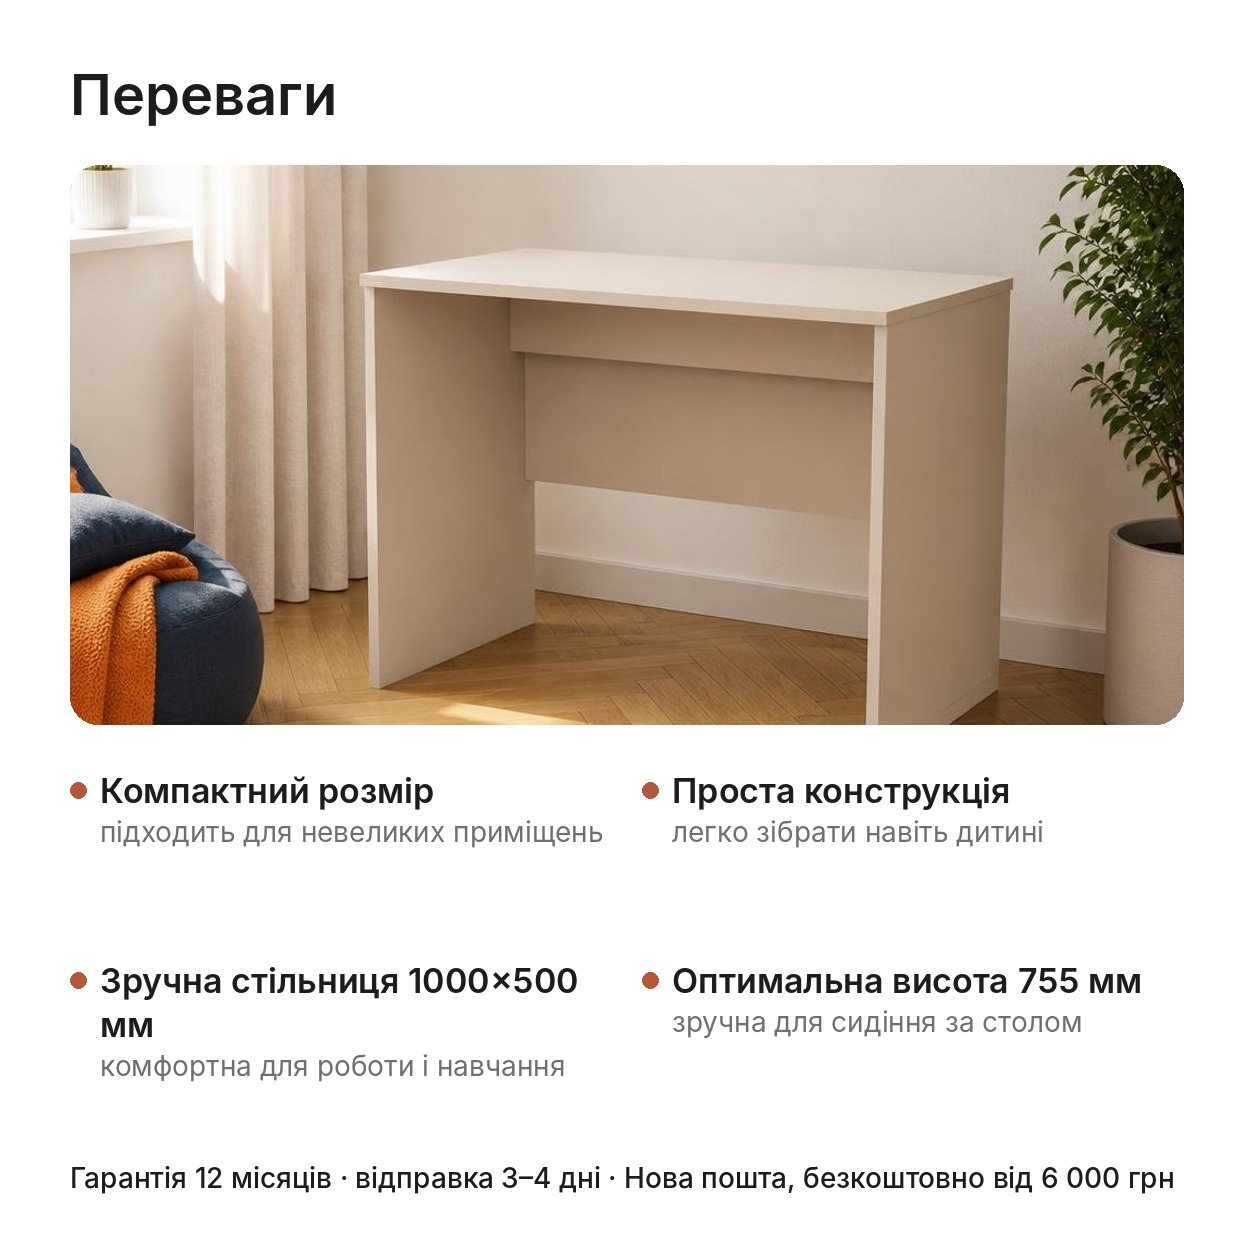 Переваги
Компактний розмір
підходить для невеликих приміщень
Проста конструкція
легко зібрати навіть дитині
Зручна стільниця 1000×500
мм
комфортна для роботи і навчання
Оптимальна висота 755 мм
зручна для сидіння за столом
Гарантія 12 місяців · відправка 3–4 дні · Нова пошта, безкоштовно від 6 000 грн